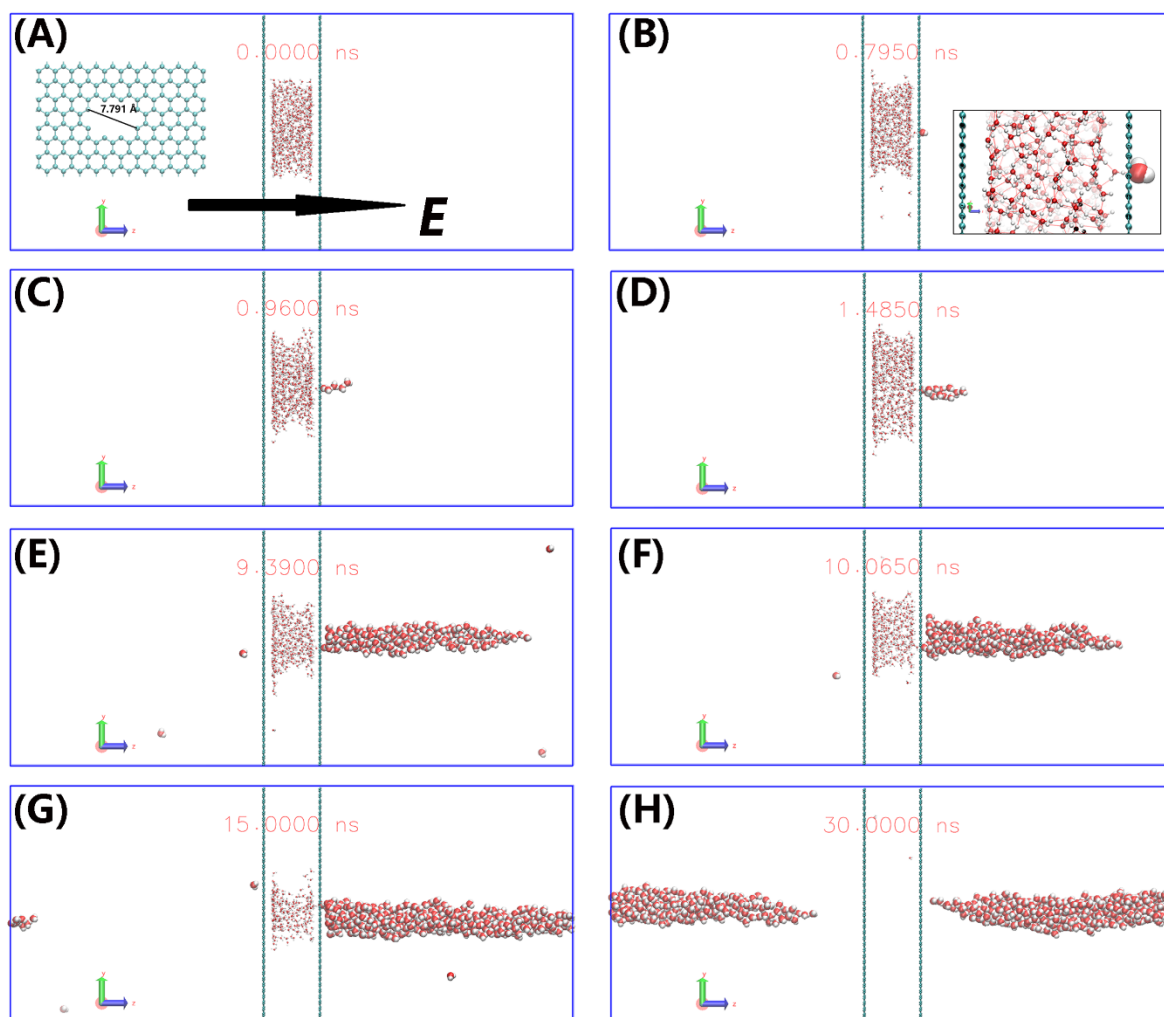 (A)
0.0000 ns
7.791 Å
E
y
z
(B)
0.7950 ns
y
z
(C)
0.9600 ns
y
z
(D)
1.4850 ns
y
z
(E)
9.3900 ns
y
z
(F)
10.0650 ns
y
z
(G)
15.0000 ns
y
z
(H)
30.0000 ns
y
z